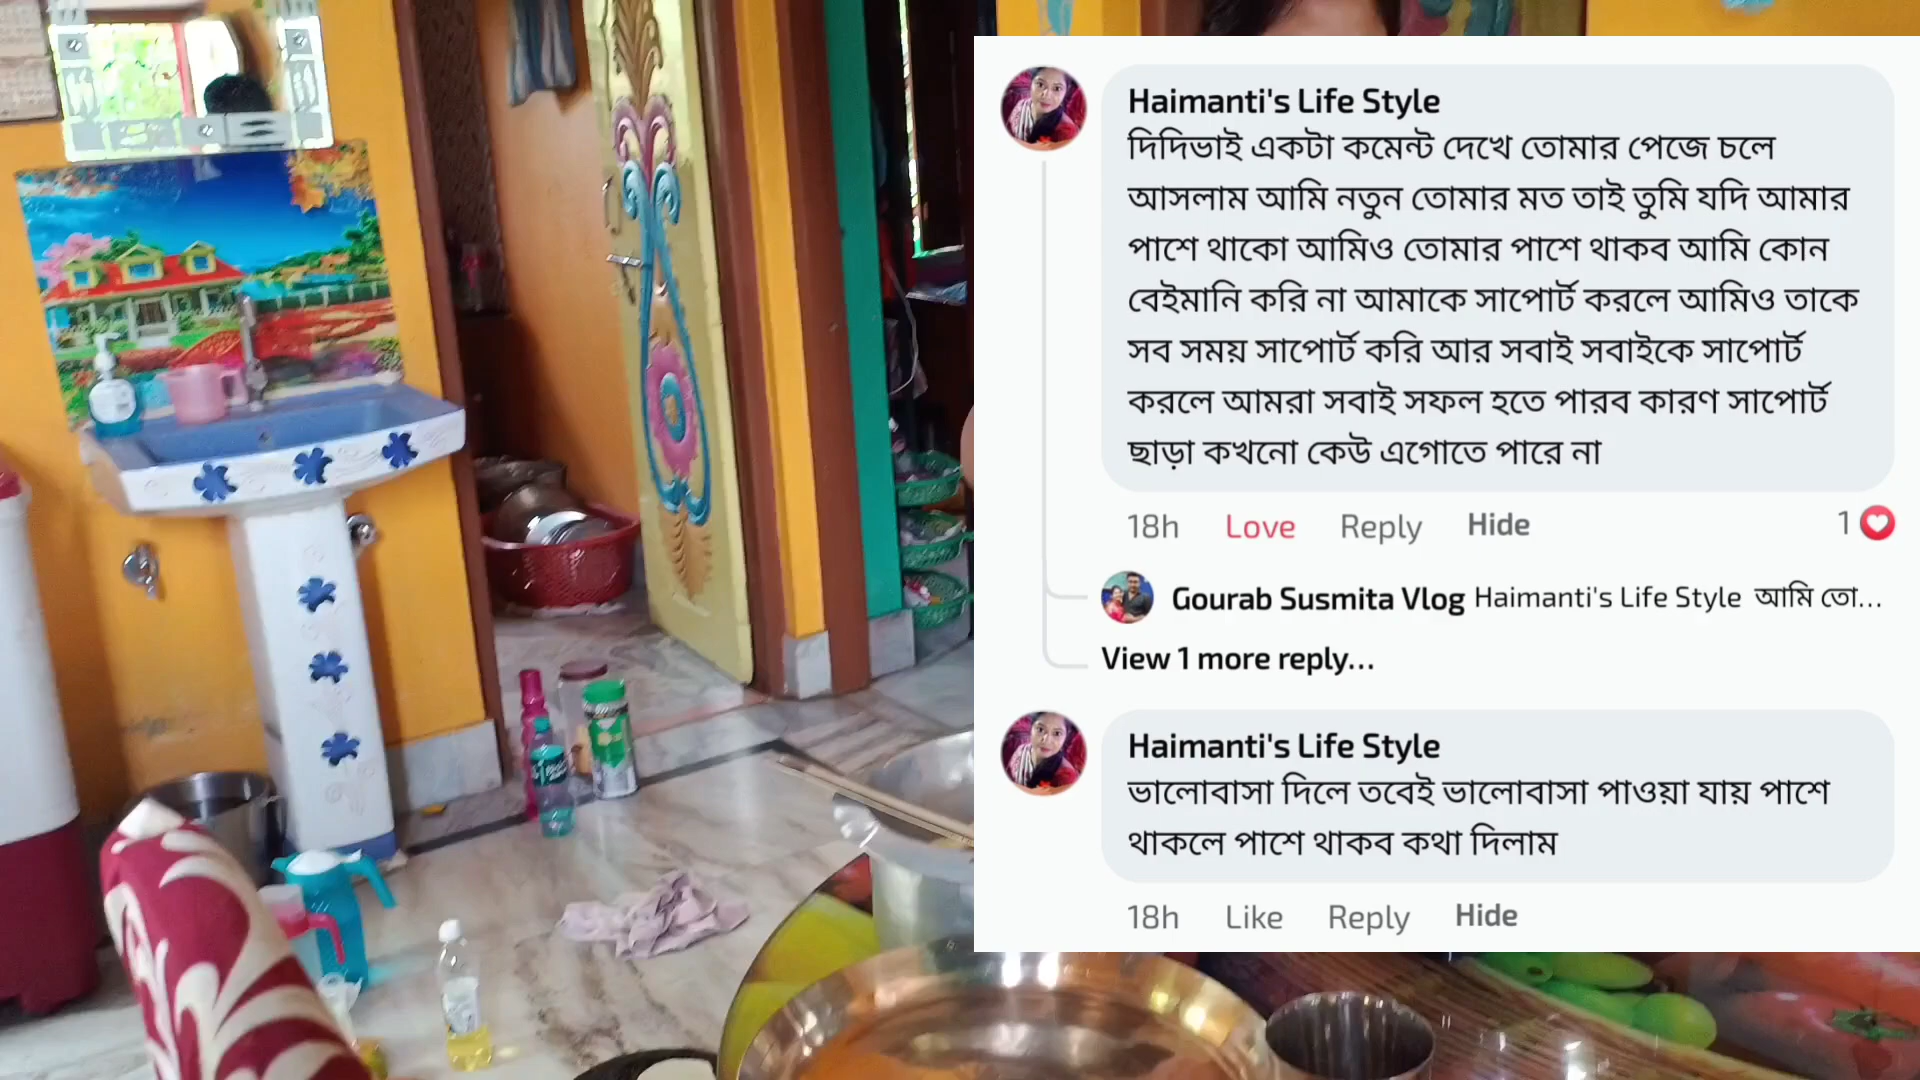 Haimanti's Life Style
দিদিভাই একটা কমেন্ট দেখে তোমার পেজে চলে
আসলাম আমি নতুন তোমার মত তাই তুমি যদি আমার
পাশে থাকো আমিও তোমার পাশে থাকব আমি কোন
বেইমানি করি না আমাকে সাপোর্ট করলে আমিও তাকে
সব সময় সাপোর্ট করি আর সবাই সবাইকে সাপোর্ট
করলে আমরা সবাই সফল হতে পারব কারণ সাপোর্ট
ছাড়া কখনো কেউ এগোতে পারে না
18h Love Reply Hide 1
Gourab Susmita Vlog Haimanti's Life Style আমি তো...
View 1 more reply...
Haimanti's Life Style
ভালোবাসা দিলে তবেই ভালোবাসা পাওয়া যায় পাশে
থাকলে পাশে থাকব কথা দিলাম
18h Like Reply Hide